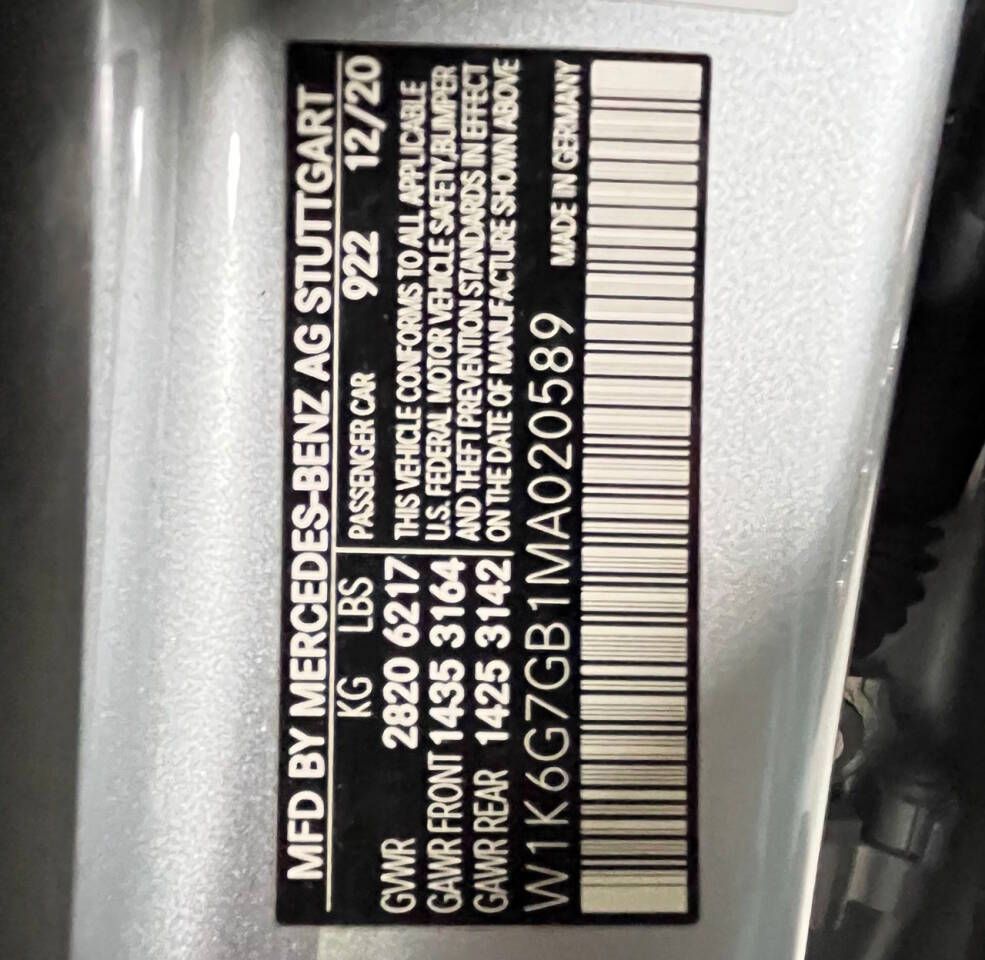 MFD BY MERCEDES-BENZ AG STUTTGART
KG LBS
PASSENGER CAR 922 12/20
GVWR 2820 6217
GAWR FRONT 1435 3164
GAWR REAR 1425 3142
THIS VEHICLE CONFORMS TO ALL APPLICABLE
U.S. FEDERAL MOTOR VEHICLE SAFETY,BUMPER
AND THEFT PREVENTION STANDARDS IN EFFECT
ON THE DATE OF MANUFACTURE SHOWN ABOVE
W1K6G7GB1MA020589
MADE IN GERMANY